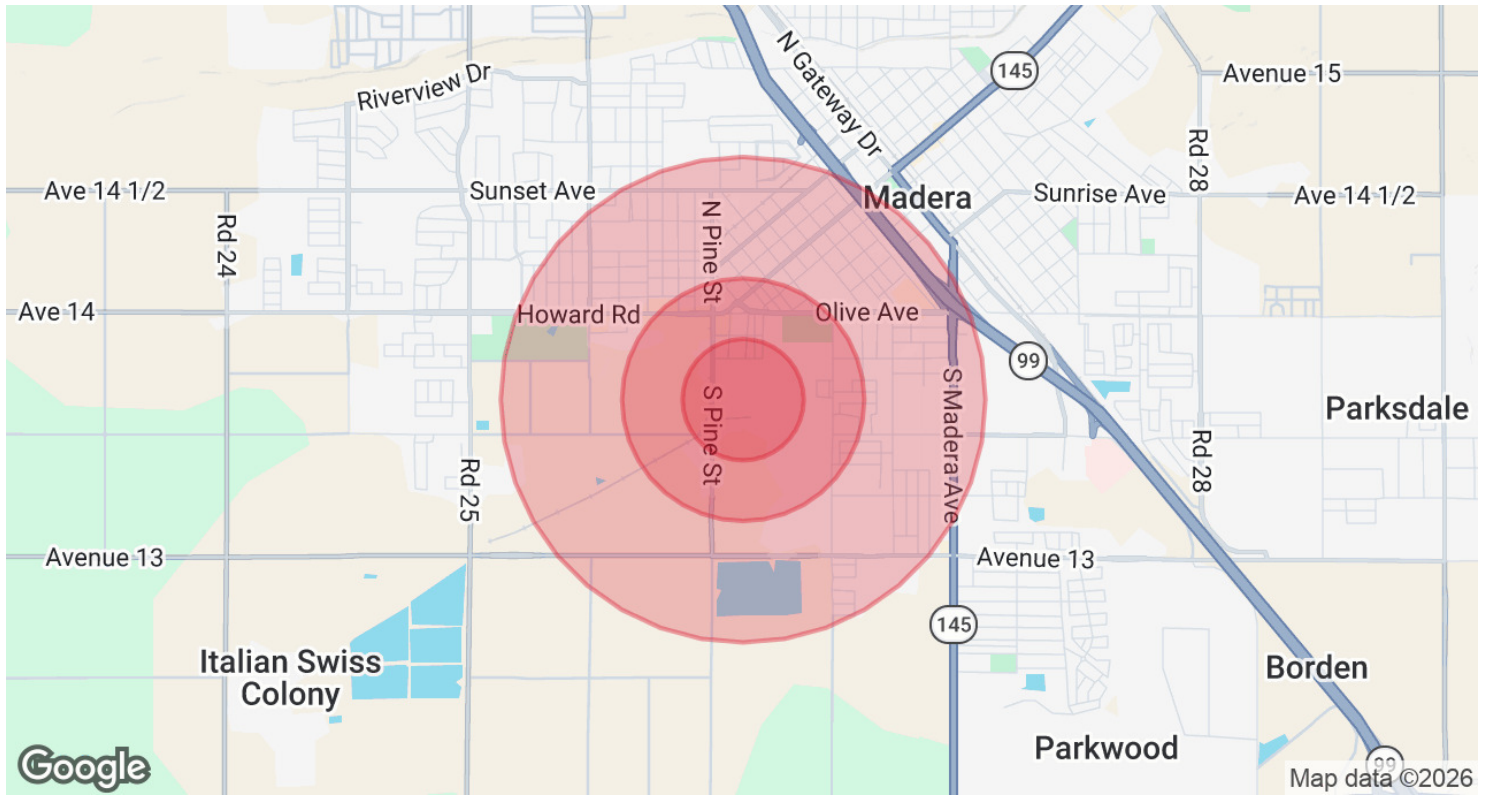 145
N Gateway Dr
Avenue 15
Riverview Dr
Rd 28
Ave 14 1/2
Sunset Ave
Madera
Sunrise Ave
Ave 14 1/2
N Pine St
Rd 24
Ave 14
Howard Rd
Olive Ave
99
S Pine St
S Madera Ave
Parksdale
Rd 25
Rd 28
Avenue 13
Avenue 13
145
Italian Swiss
Colony
Borden
Parkwood
Google
99
Map data ©2026